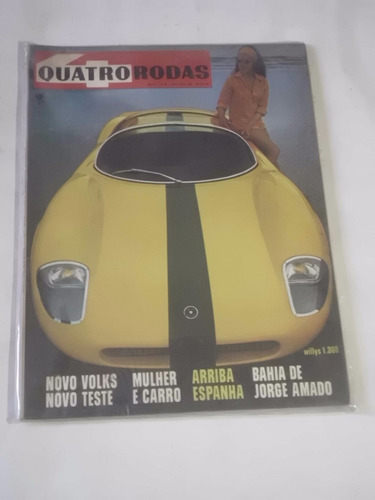 QUATRO RODAS
willys 1.300
NOVO VOLKS MULHER ARRIBA BAHIA DE
NOVO TESTE E CARRO ESPANHA JORGE AMADO